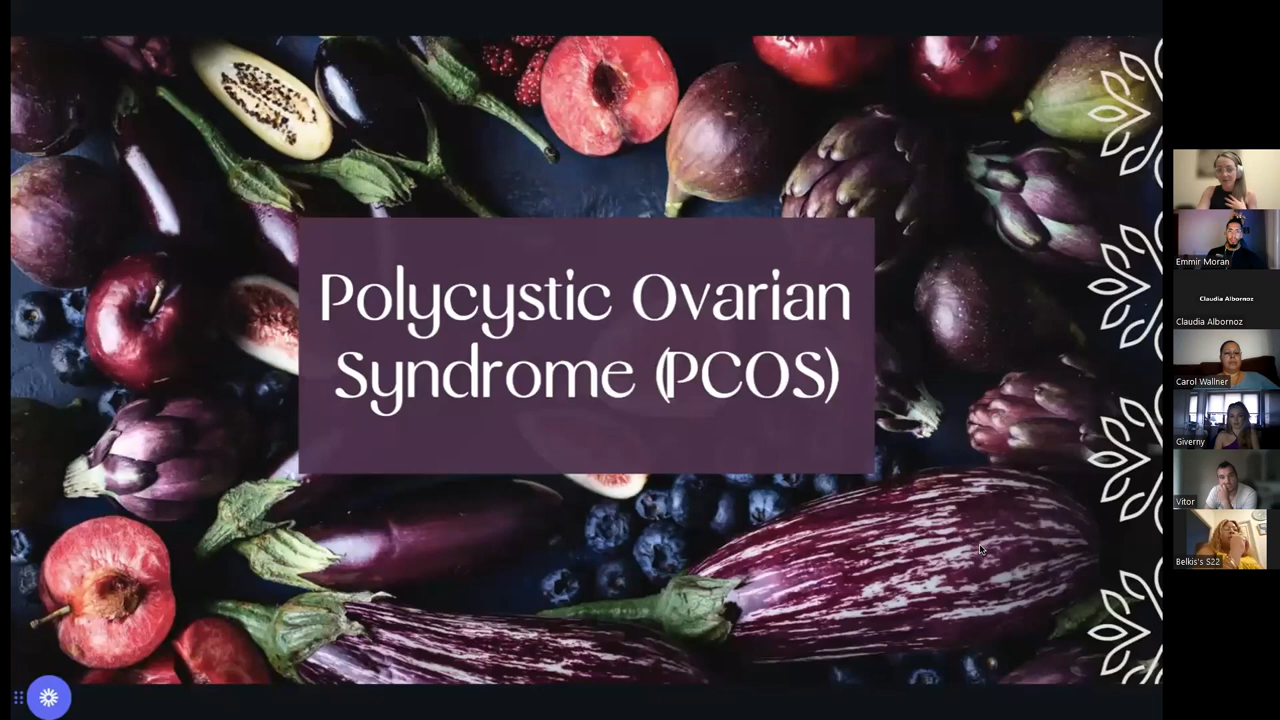 Polycystic Ovarian
Syndrome (PCOS)
Emmir Moran
Claudia Albornoz
Claudia Albornoz
Carol Wallner
Giverny
Vitor
Belkis's S22